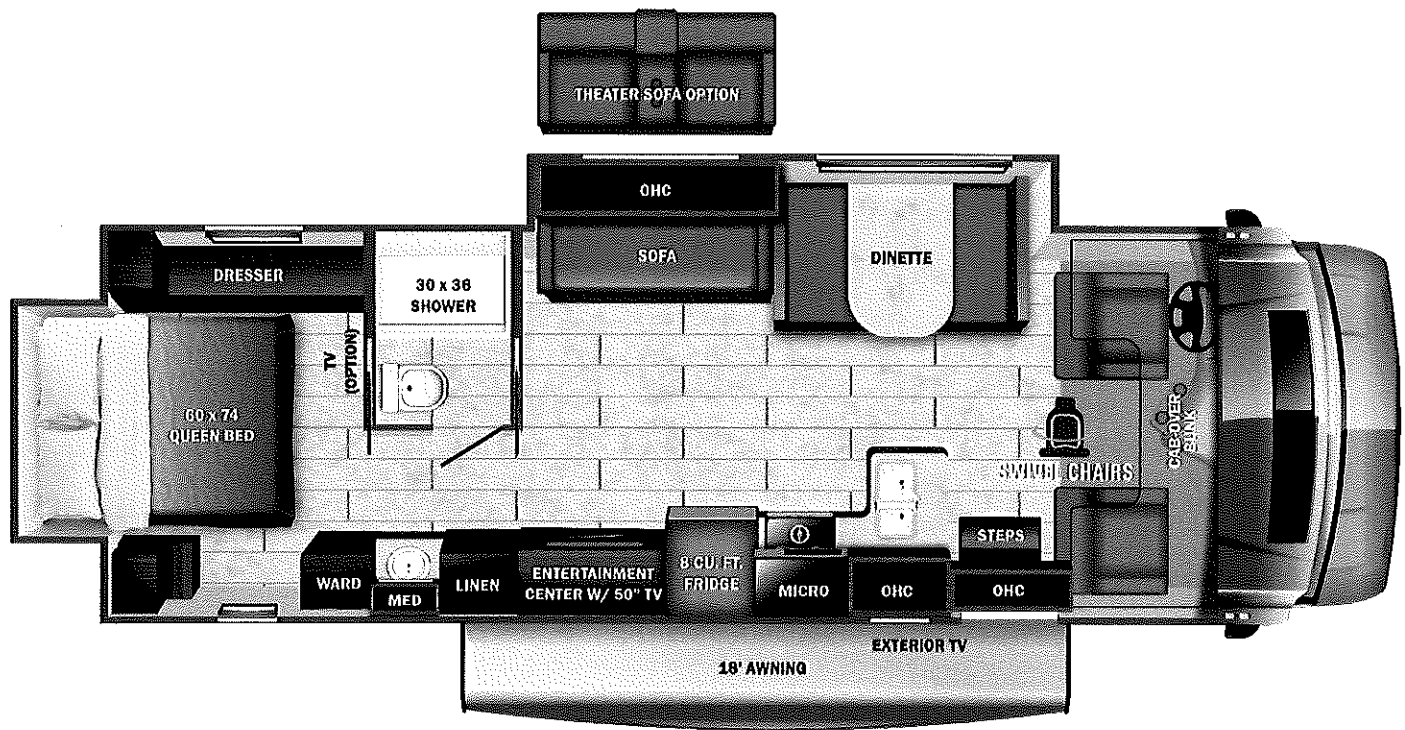 THEATER SOFA OPTION
OHC
SOFA
DINETTE
DRESSER
30 x 36
SHOWER
TV
(OPTION)
60 x 74
QUEEN BED
CAB-OVER
BUNK
SWIVEL CHAIRS
STEPS
WARD
MED
LINEN
ENTERTAINMENT
CENTER W/ 50" TV
8 CU. FT.
FRIDGE
MICRO
OHC
OHC
EXTERIOR TV
18' AWNING